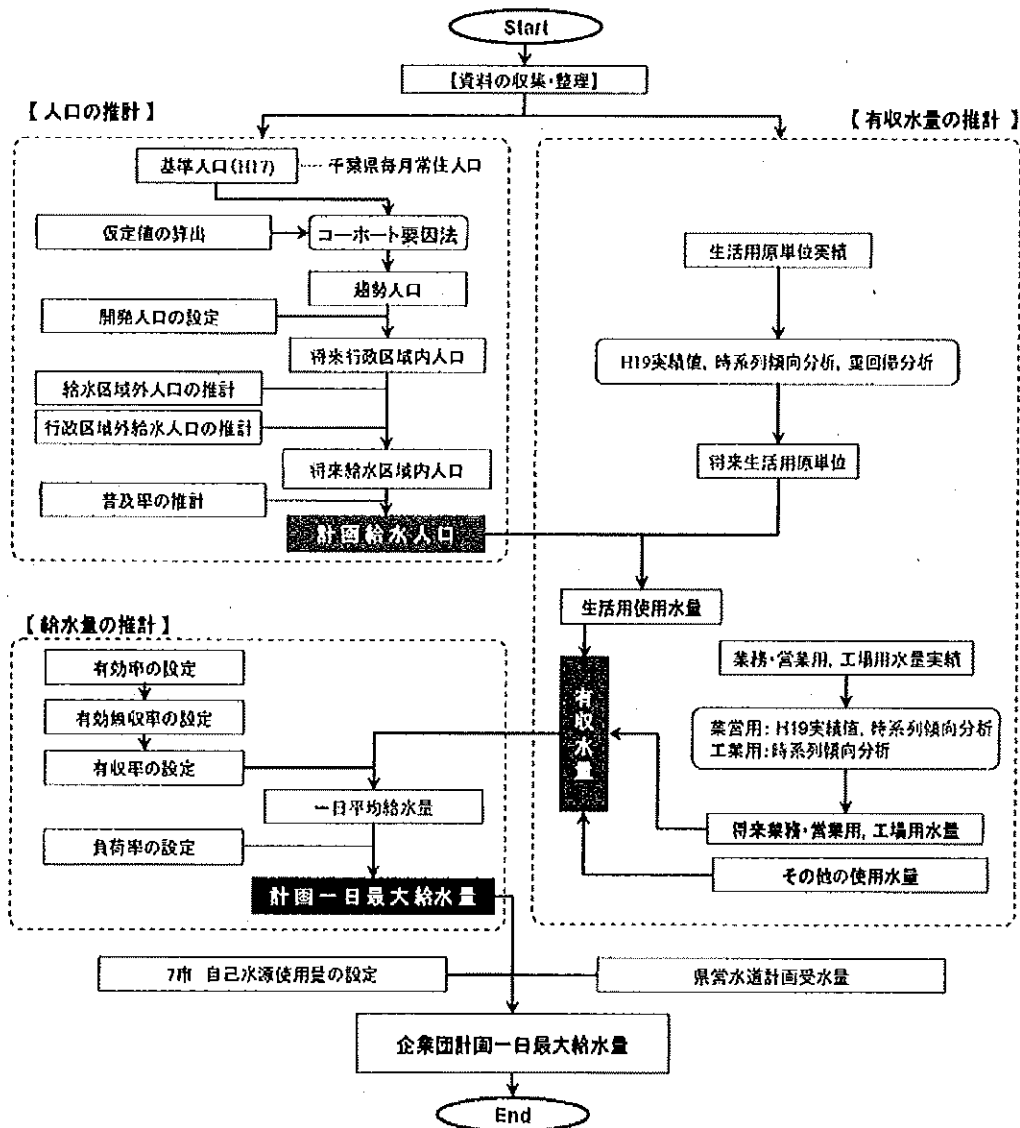 Start
【資料の収集・整理】
【人口の推計】
基準人口(H17)
千葉県毎月常住人口
仮定値の算出
コーホート要因法
趨勢人口
開発人口の設定
将来行政区域内人口
給水区域外人口の推計
行政区域外給水人口の推計
将来給水区域内人口
普及率の推計
計画給水人口
【有収水量の推計】
生活用原単位実績
H19実績値, 時系列傾向分析, 重回帰分析
将来生活用原単位
生活用使用水量
有収水量
業務・営業用, 工場用水量実績
業営用: H19実績値, 時系列傾向分析
工業用: 時系列傾向分析
将来業務・営業用, 工場用水量
その他の使用水量
【給水量の推計】
有効率の設定
有効無収率の設定
有収率の設定
一日平均給水量
負荷率の設定
計画一日最大給水量
7市 自己水源使用量の設定
県営水道計画受水量
企業団計画一日最大給水量
End